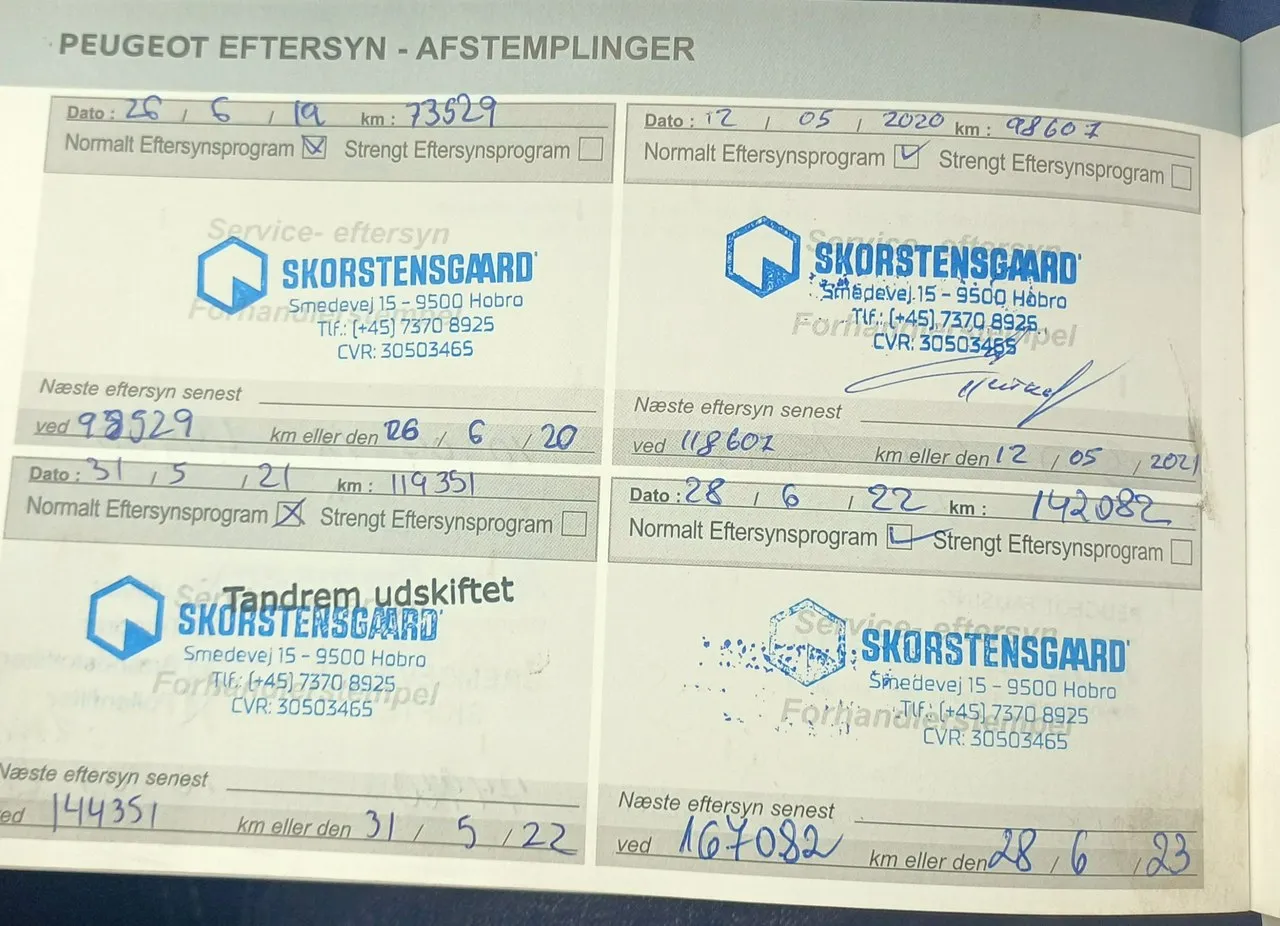 PEUGEOT EFTERSYN - AFSTEMPLINGER
Dato : 26 / 6 / 19 km : 73529
Normalt Eftersynsprogram Strengt Eftersynsprogram
Service- eftersyn
SKORSTENSGAARD
Smedevej 15 - 9500 Hobro
Forhandlerstempel
Tlf.: (+45) 7370 8925
CVR: 30503465
Næste eftersyn senest
ved 98529 km eller den 26 / 6 / 20
Dato : 12 / 05 / 2020 km : 98607
Normalt Eftersynsprogram Strengt Eftersynsprogram
Service- eftersyn
SKORSTENSGAARD
Smedevej 15 - 9500 Hobro
Tlf.: (+45) 7370 8925
Forhandlerstempel
CVR: 30503465
Næste eftersyn senest
ved 118607 km eller den 12 / 05 / 2021
Dato : 31 / 5 / 21 km : 119351
Normalt Eftersynsprogram Strengt Eftersynsprogram
Tandrem udskiftet
SKORSTENSGAARD
Smedevej 15 - 9500 Hobro
Tlf.: (+45) 7370 8925
Forhandlerstempel
CVR: 30503465
Næste eftersyn senest
ved 144351 km eller den 31 / 5 / 22
Dato : 28 / 6 / 22 km : 142082
Normalt Eftersynsprogram Strengt Eftersynsprogram
Service- eftersyn
SKORSTENSGAARD
Smedevej 15 - 9500 Hobro
Tlf.: (+45) 7370 8925
Forhandlerstempel
CVR: 30503465
Næste eftersyn senest
ved 167082 km eller den 28 / 6 / 23